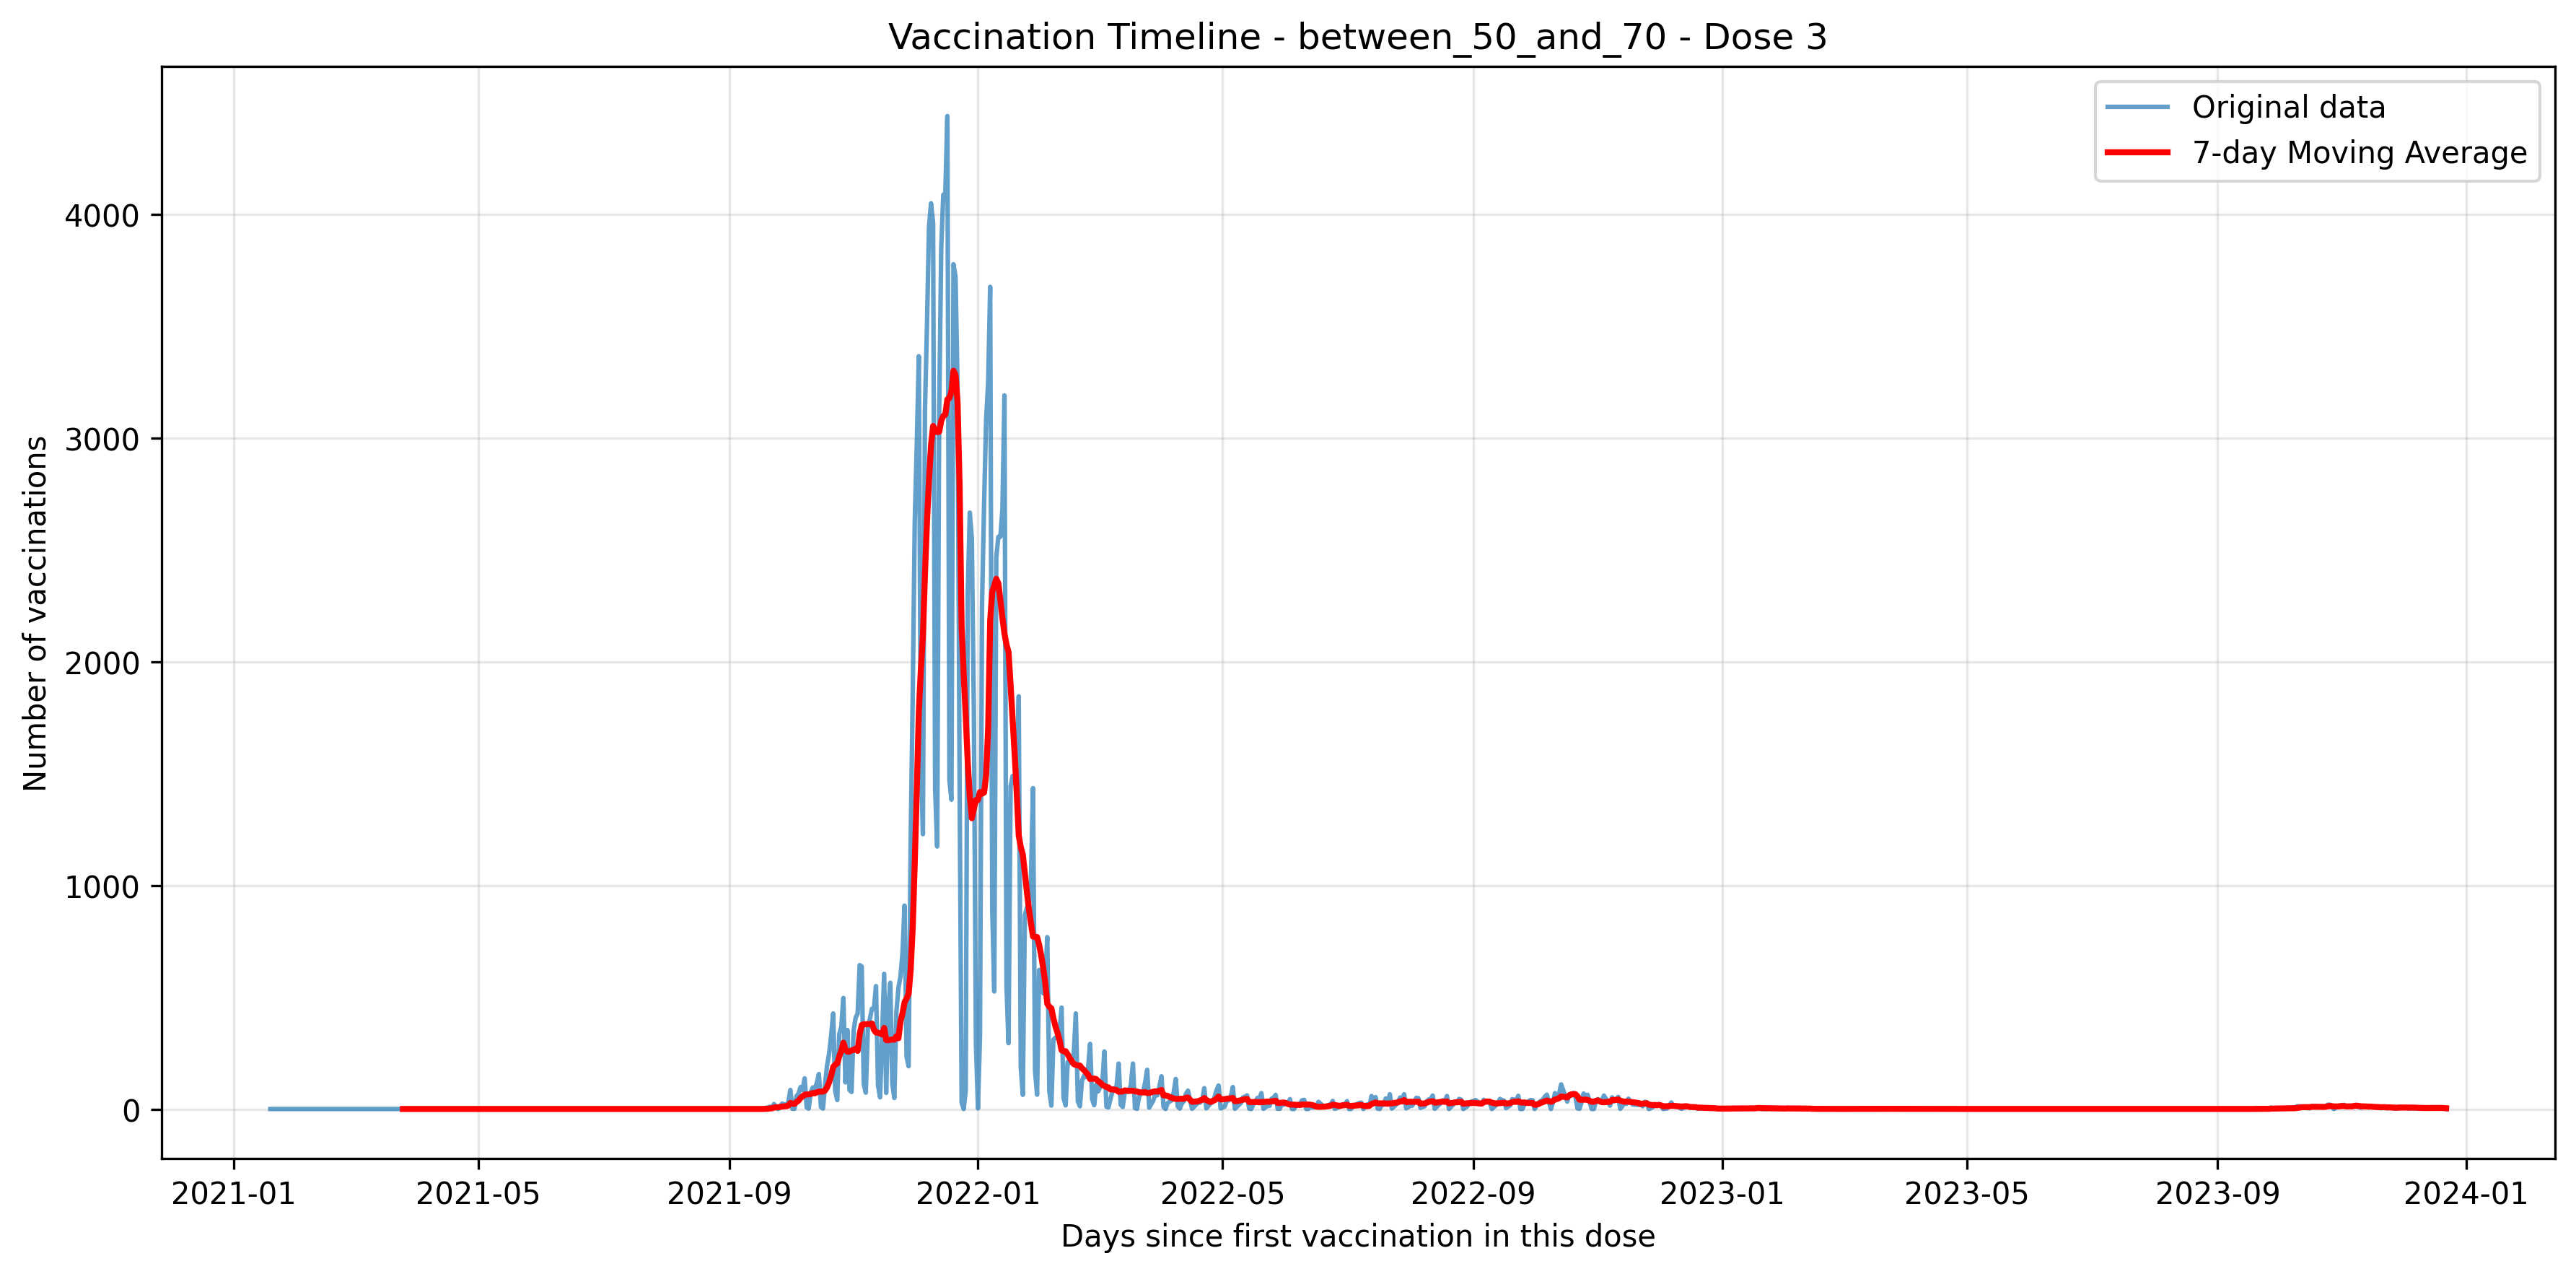 Vaccination Timeline - between_50_and_70 - Dose 3
Original data
7-day Moving Average
Number of vaccinations
4000
3000
2000
1000
0
2021-01 2021-05 2021-09 2022-01 2022-05 2022-09 2023-01 2023-05 2023-09 2024-01
Days since first vaccination in this dose